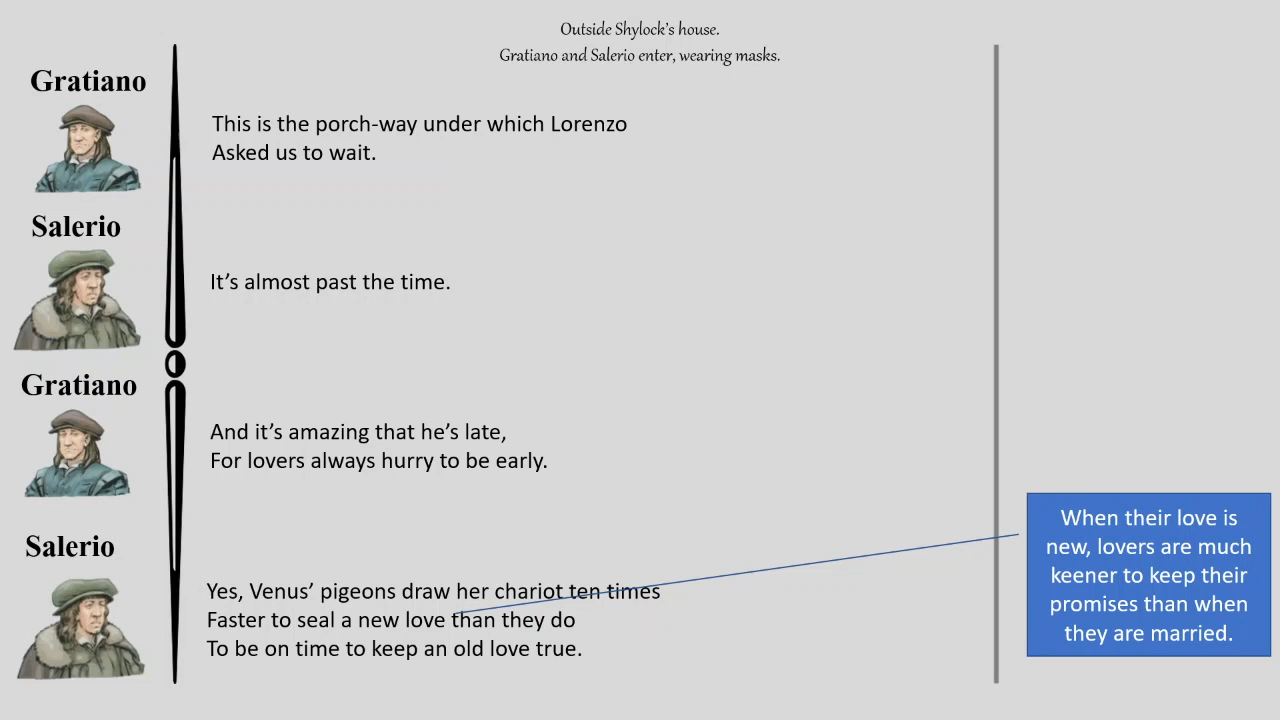 Outside Shylock’s house.
Gratiano and Salerio enter, wearing masks.
Gratiano
This is the porch-way under which Lorenzo
Asked us to wait.
Salerio
It’s almost past the time.
Gratiano
And it’s amazing that he’s late,
For lovers always hurry to be early.
Salerio
Yes, Venus’ pigeons draw her chariot ten times
Faster to seal a new love than they do
To be on time to keep an old love true.
When their love is
new, lovers are much
keener to keep their
promises than when
they are married.